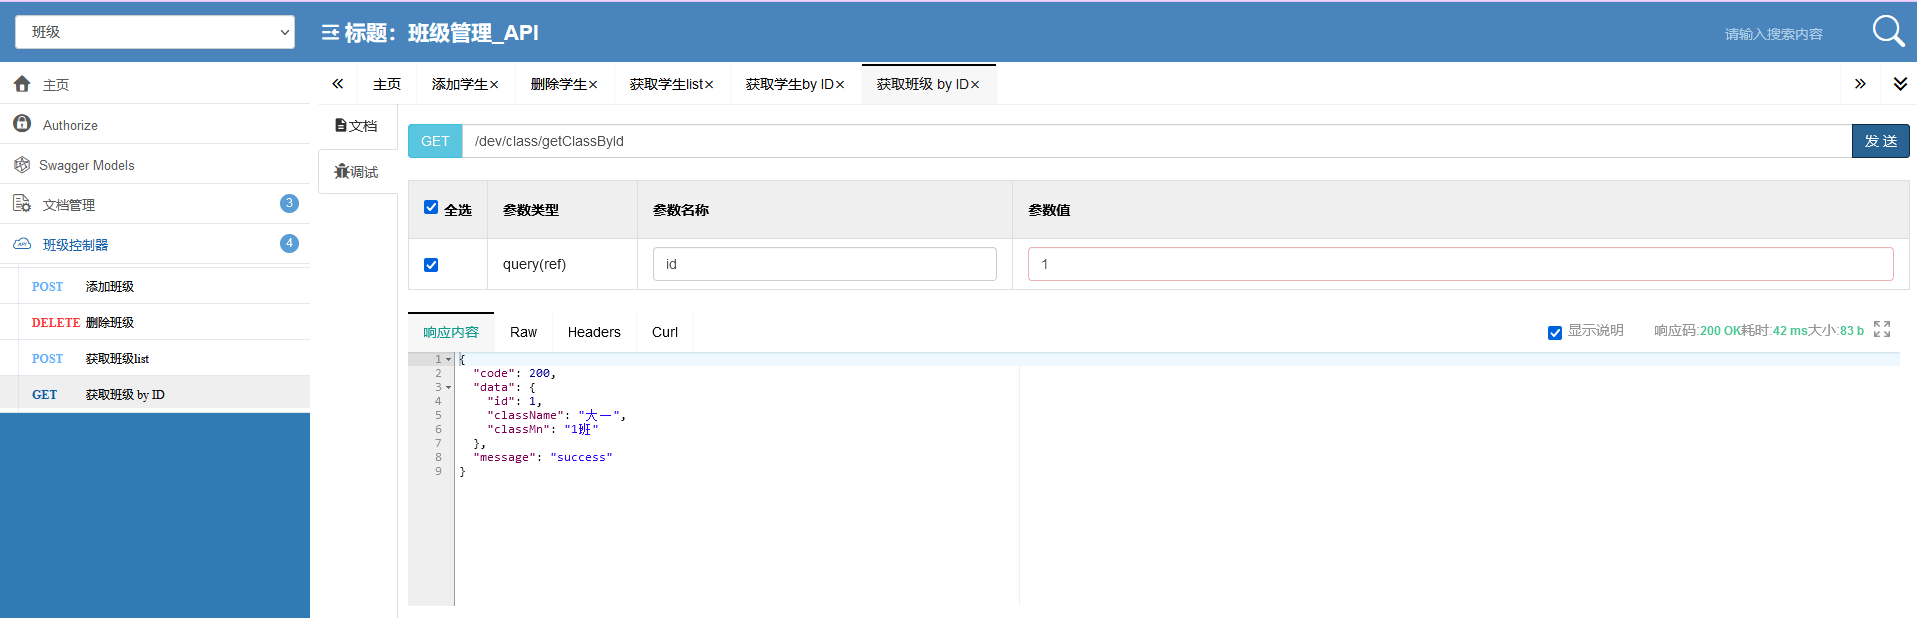 班级
标题：班级管理_API
请输入搜索内容
主页
Authorize
Swagger Models
文档管理 3
班级控制器 4
POST 添加班级
DELETE 删除班级
POST 获取班级list
GET 获取班级 by ID
主页 添加学生× 删除学生× 获取学生list× 获取学生by ID× 获取班级 by ID×
文档
调试
GET /dev/class/getClassById 发 送
全选 参数类型 参数名称 参数值
query(ref) id 1
响应内容 Raw Headers Curl 显示说明 响应码:200 OK耗时:42 ms大小:83 b
1 {
2 "code": 200,
3 "data": {
4 "id": 1,
5 "className": "大一",
6 "classMn": "1班"
7 },
8 "message": "success"
9 }